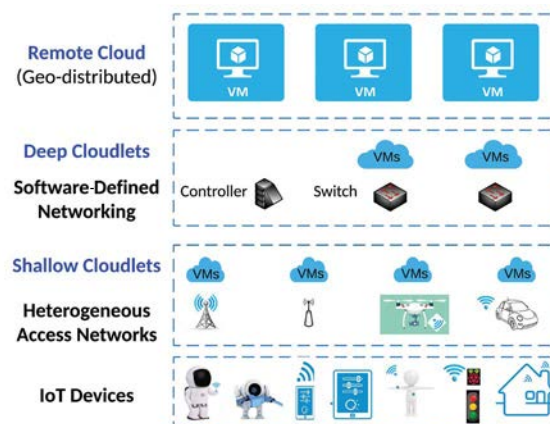 Remote Cloud
(Geo-distributed)
VM
VM
VM
Deep Cloudlets
VMs
VMs
Software-Defined
Networking
Controller
Switch
Shallow Cloudlets
VMs
VMs
VMs
VMs
Heterogeneous
Access Networks
IoT Devices